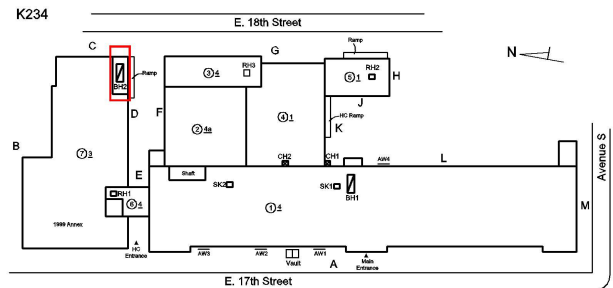 K234
E. 18th Street
C
Ramp
G
N
BH2
Ramp
3 4
RH3
RH2
5 1
H
J
D
F
2 4a
4 1
K
HC Ramp
B
7 3
E
CH2
CH1
AW4
L
Avenue S
Shaft
SK2
SK1
BH1
RH1
6 4
1 4
M
1999 Annex
HC
Entrance
AW3
AW2
Vault
AW1
A
Main
Entrance
E. 17th Street